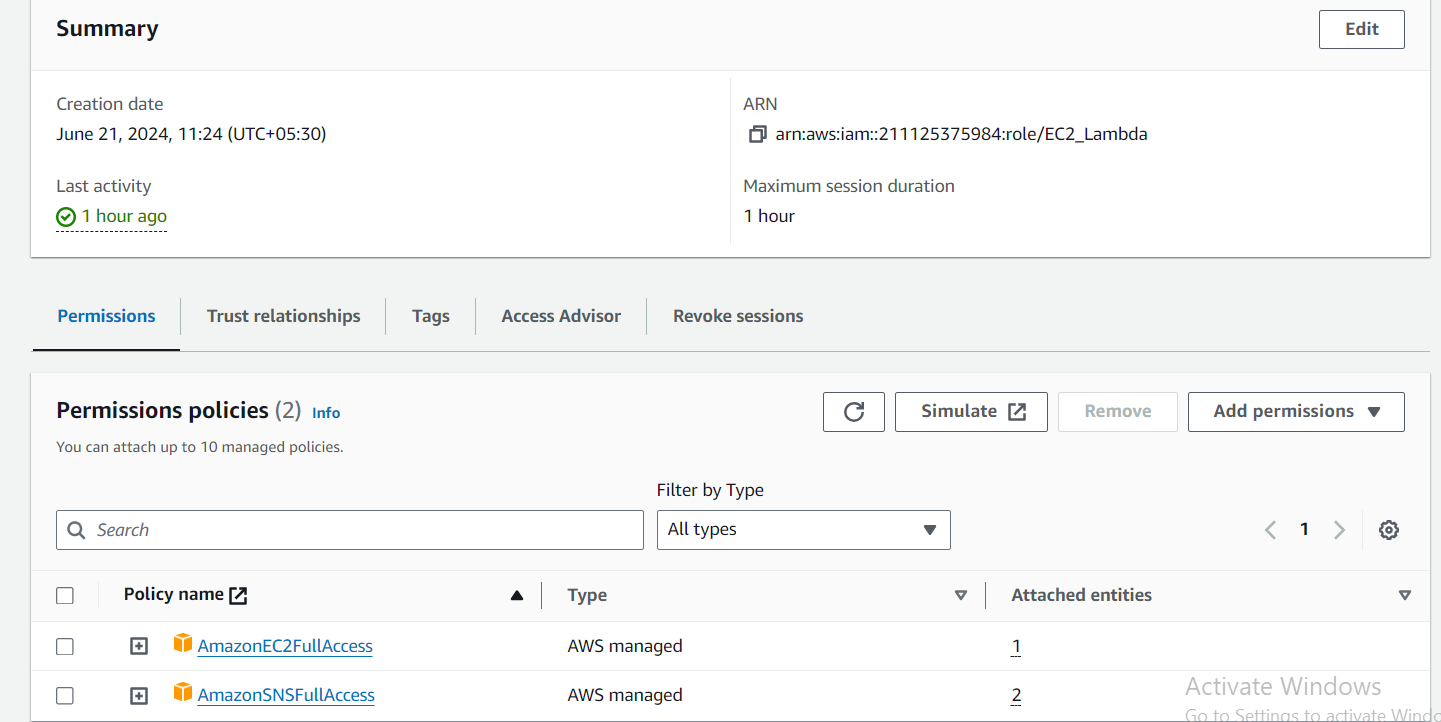 Summary
Edit
Creation date
June 21, 2024, 11:24 (UTC+05:30)
ARN
arn:aws:iam::211125375984:role/EC2_Lambda
Last activity
1 hour ago
Maximum session duration
1 hour
Permissions
Trust relationships
Tags
Access Advisor
Revoke sessions
Permissions policies (2) Info
You can attach up to 10 managed policies.
Simulate
Remove
Add permissions
Filter by Type
Search
All types
1
Policy name
Type
Attached entities
AmazonEC2FullAccess
AWS managed
1
AmazonSNSFullAccess
AWS managed
2
Activate Windows
Go to Settings to activate